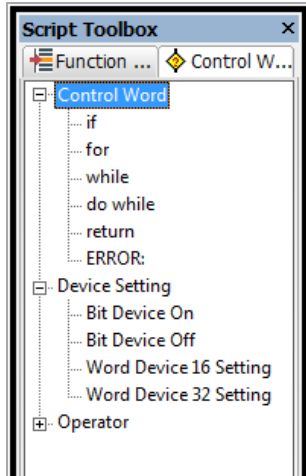 Script Toolbox
Function ... Control W...
Control Word
if
for
while
do while
return
ERROR:
Device Setting
Bit Device On
Bit Device Off
Word Device 16 Setting
Word Device 32 Setting
Operator